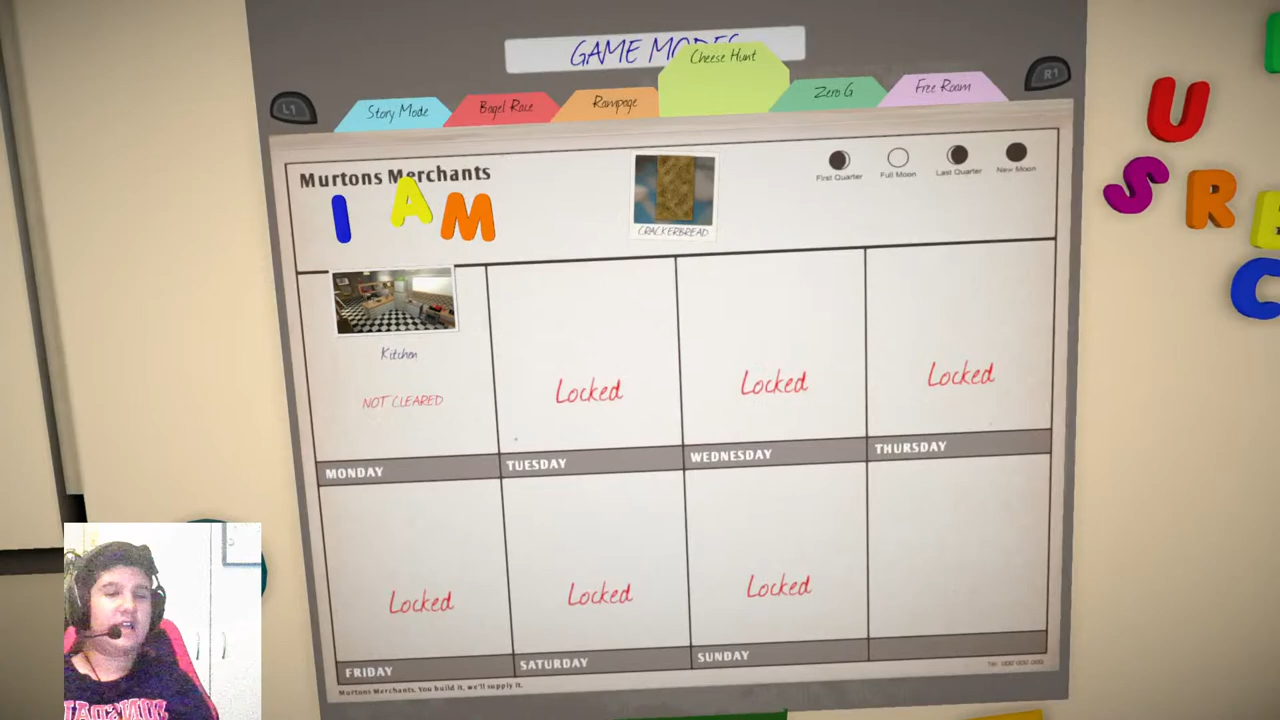 GAME MODES
L1
Story Mode
Bagel Race
Rampage
Cheese Hunt
Zero G
Free Roam
R1
Murtons Merchants
I AM
CRACKERBREAD
First Quarter
Full Moon
Last Quarter
New Moon
U
S R
C
Kitchen
NOT CLEARED
Locked
Locked
Locked
MONDAY
TUESDAY
WEDNESDAY
THURSDAY
Locked
Locked
Locked
FRIDAY
SATURDAY
SUNDAY
Murtons Merchants. You build it, we'll supply it.